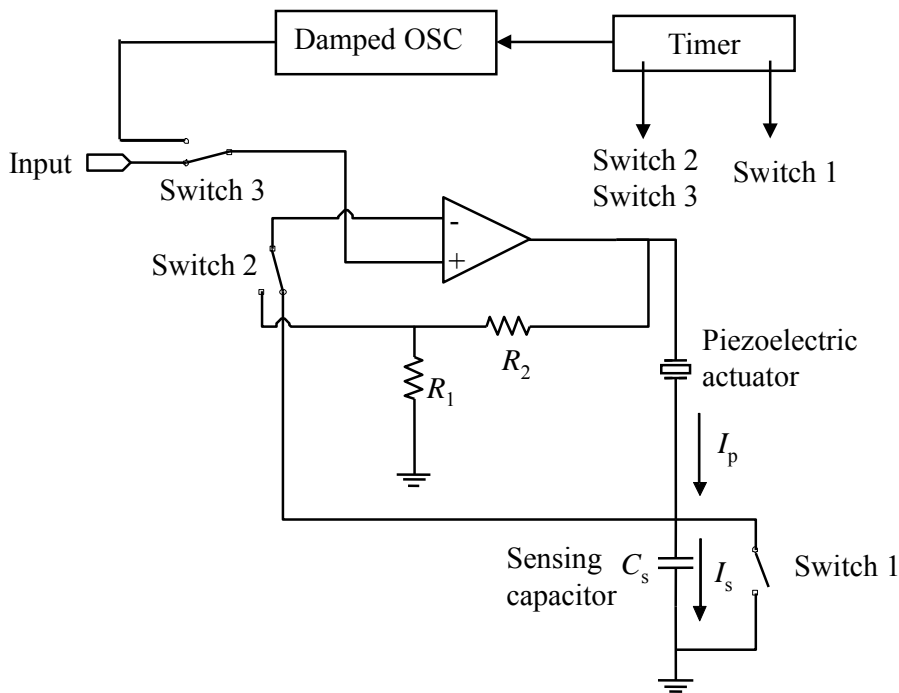 Damped OSC
Timer
Input
Switch 3
Switch 2
Switch 3
Switch 1
Switch 2
-
+
R2
R1
Piezoelectric
actuator
Ip
Sensing
capacitor
Cs
Is
Switch 1